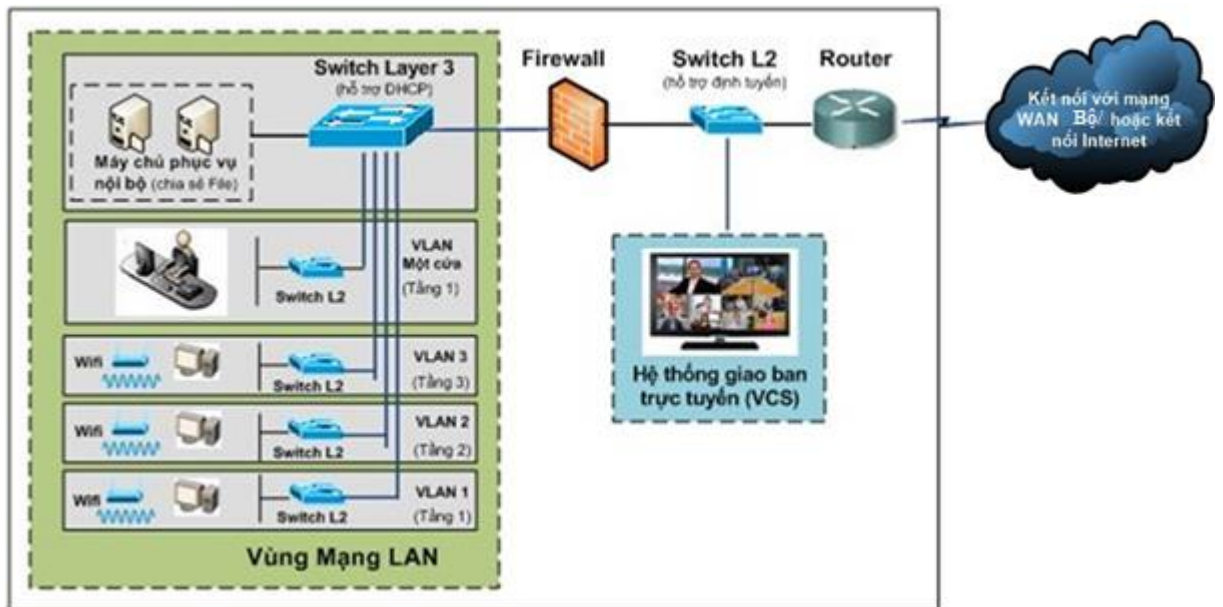 Switch Layer 3
(hỗ trợ DHCP)
Máy chủ phục vụ
nội bộ (chia sẻ File)
Firewall
Switch L2
(hỗ trợ định tuyến)
Router
Kết nối với mạng
WAN Bộ/ hoặc kết
nối Internet
Switch L2
VLAN
Một cửa
(Tầng 1)
Hệ thống giao ban
trực tuyến (VCS)
Wifi
Switch L2
VLAN 3
(Tầng 3)
Wifi
Switch L2
VLAN 2
(Tầng 2)
Wifi
Switch L2
VLAN 1
(Tầng 1)
Vùng Mạng LAN